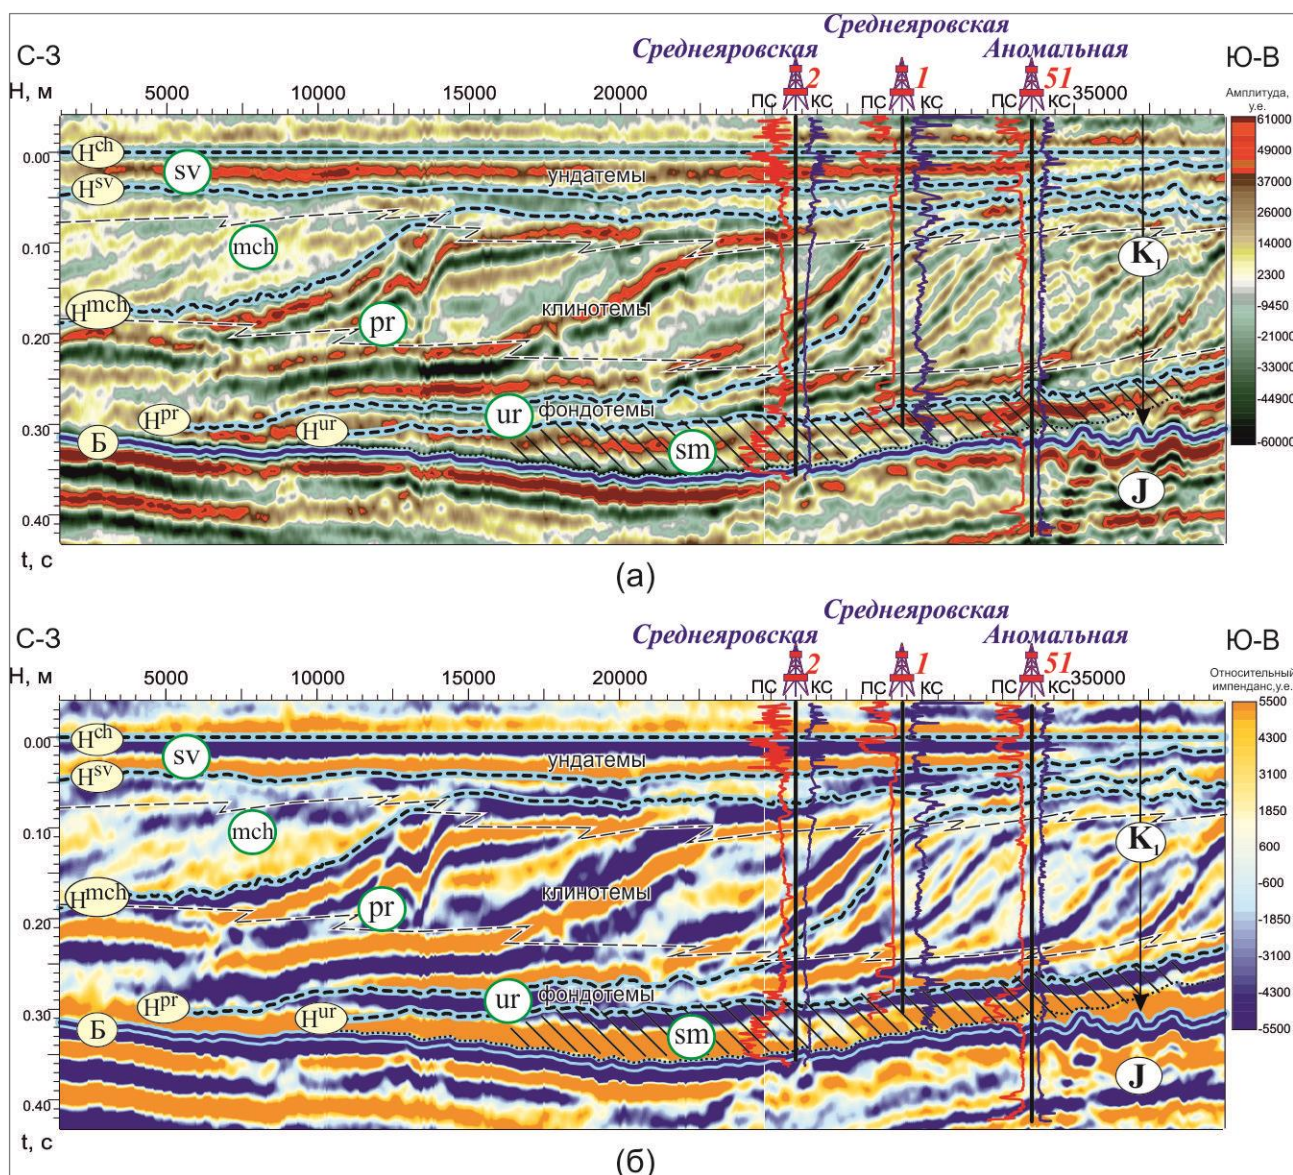 Среднеяровская
С-З Среднеяровская Аномальная Ю-В
2 1 51
Н, м 5000 10000 15000 20000 ПС КС ПС КС ПС КС 35000
Амплитуда,
у.е.
61000
49000
37000
26000
14000
2300
-9450
-21000
-33000
-44900
-60000
0.00
0.10
0.20
0.30
0.40
t, с
Hch
sv
Hsv
ундатемы
mch
K1
Hmch
pr
клинотемы
Hpr
ur
фондотемы
Hur
Б
sm
J
(а)
Среднеяровская
С-З Среднеяровская Аномальная Ю-В
2 1 51
Н, м 5000 10000 15000 20000 ПС КС ПС КС ПС КС 35000
Относительный
импенданс,у.е.
5500
4300
3100
1850
600
-600
-1850
-3100
-4300
-5500
0.00
0.10
0.20
0.30
0.40
t, с
Hch
sv
Hsv
ундатемы
mch
K1
Hmch
pr
клинотемы
Hpr
ur
фондотемы
Hur
Б
sm
J
(б)